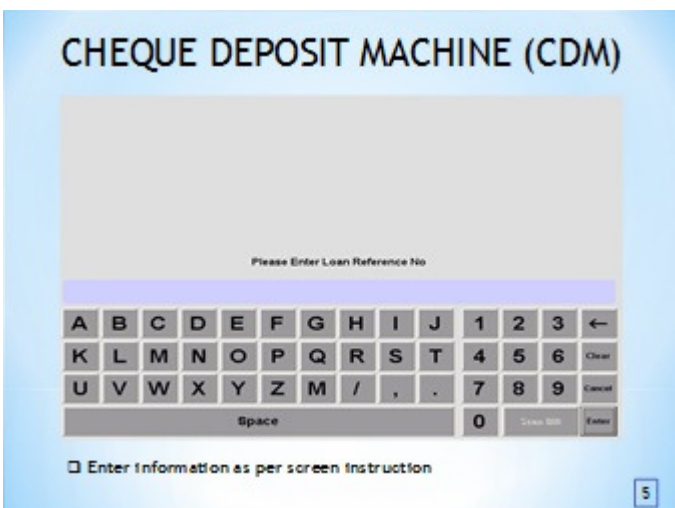 CHEQUE DEPOSIT MACHINE (CDM)
Please Enter Loan Reference No
A B C D E F G H I J 1 2 3 ←
K L M N O P Q R S T 4 5 6 Clear
U V W X Y Z M / , . 7 8 9 Cancel
Space 0 Enter
❑ Enter information as per screen instruction
5